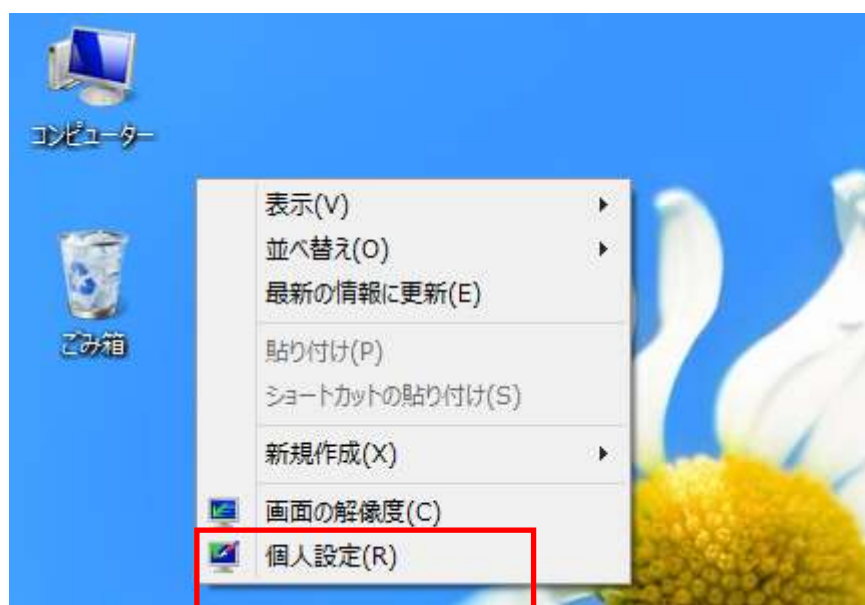 コンピューター
ごみ箱
表示(V)
並べ替え(O)
最新の情報に更新(E)
貼り付け(P)
ショートカットの貼り付け(S)
新規作成(X)
画面の解像度(C)
個人設定(R)